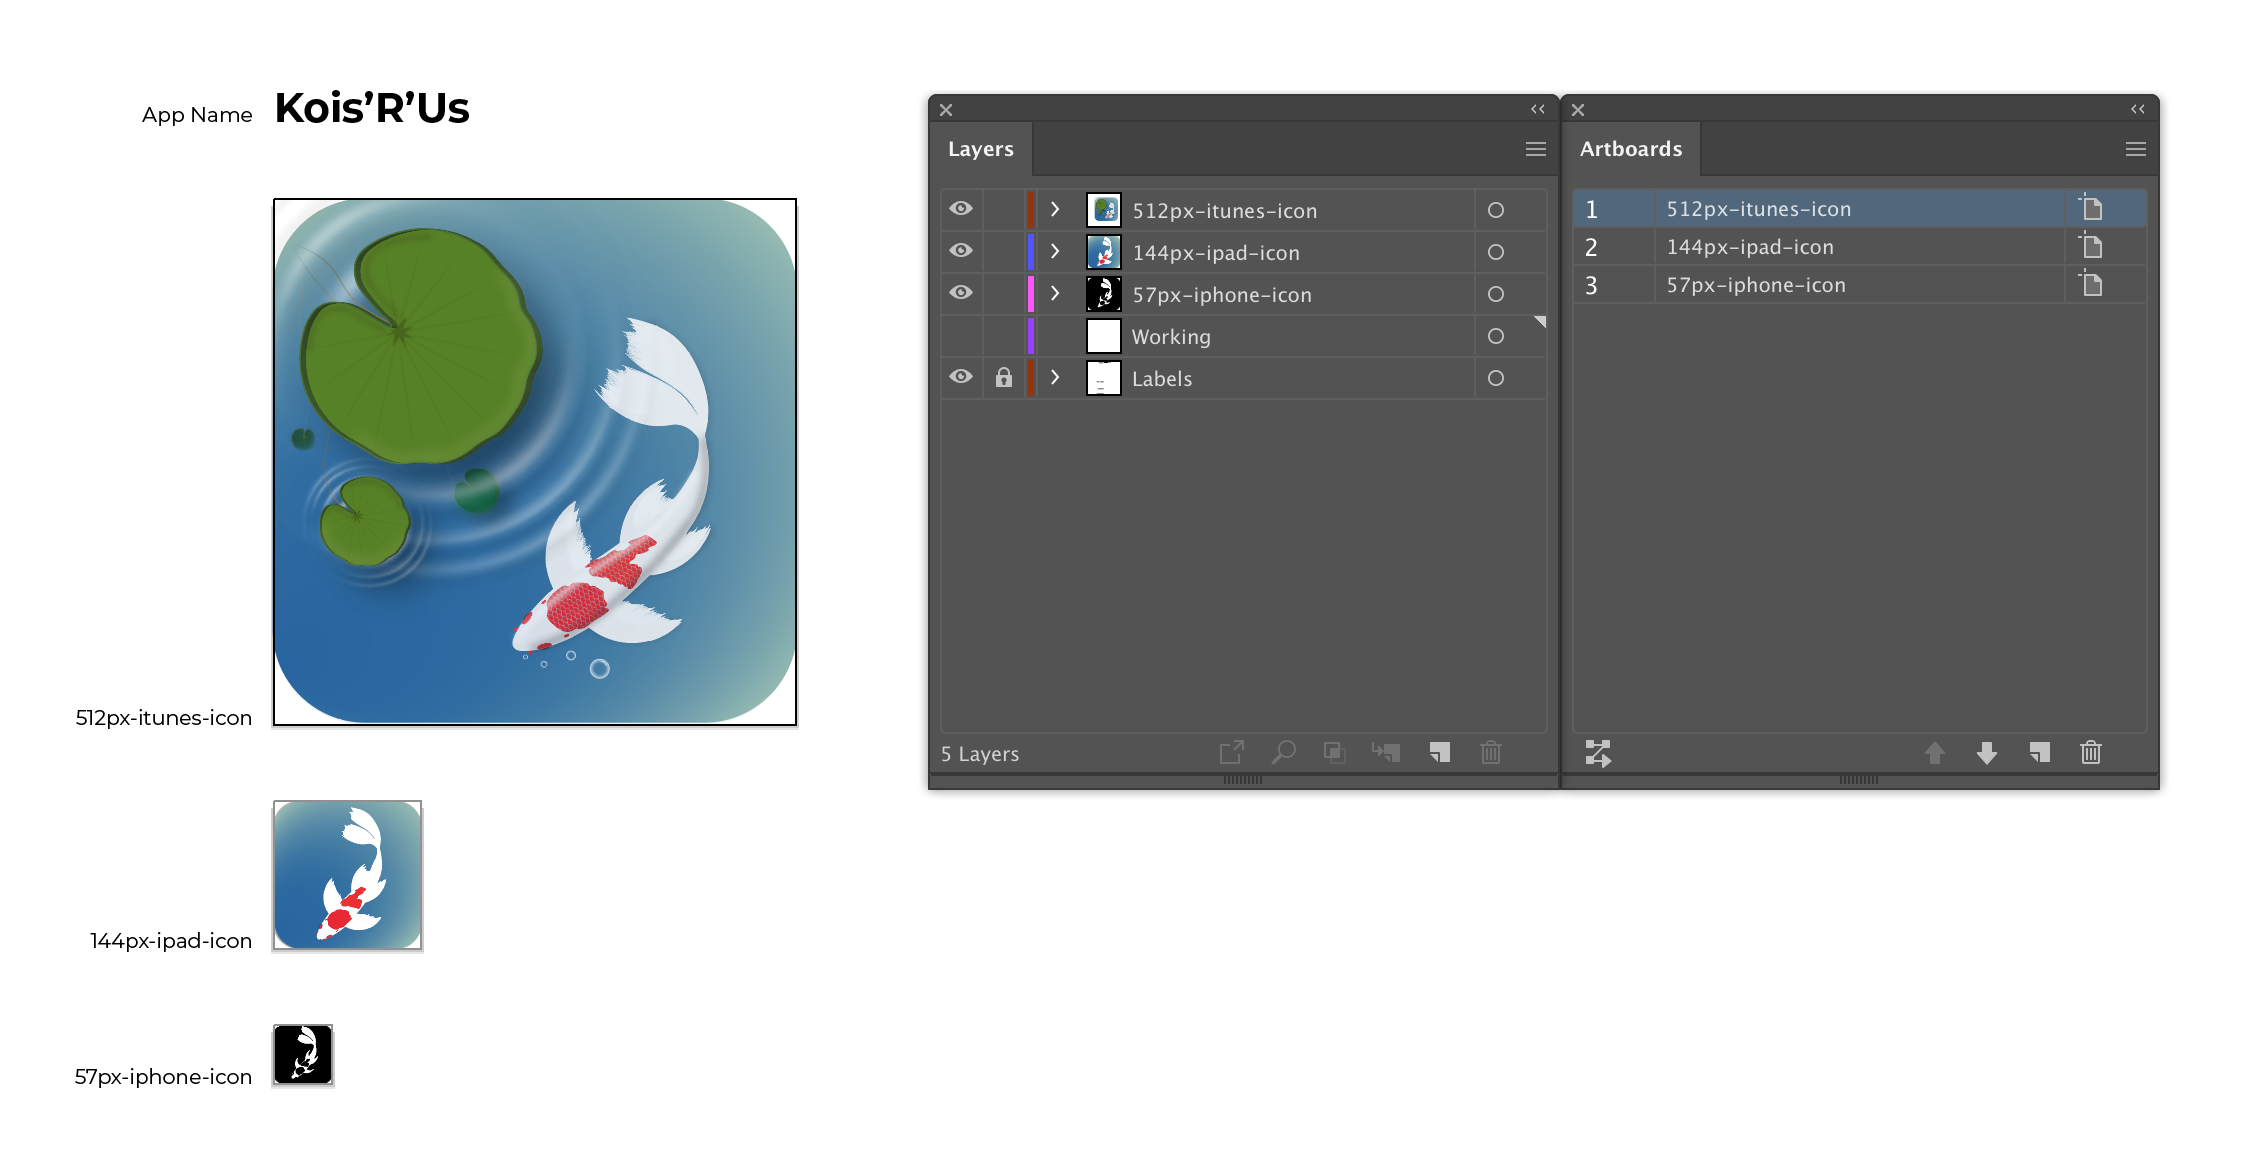 App Name Kois’R’Us
512px-itunes-icon
144px-ipad-icon
57px-iphone-icon
Layers
512px-itunes-icon
144px-ipad-icon
57px-iphone-icon
Working
Labels
5 Layers
Artboards
1 512px-itunes-icon
2 144px-ipad-icon
3 57px-iphone-icon